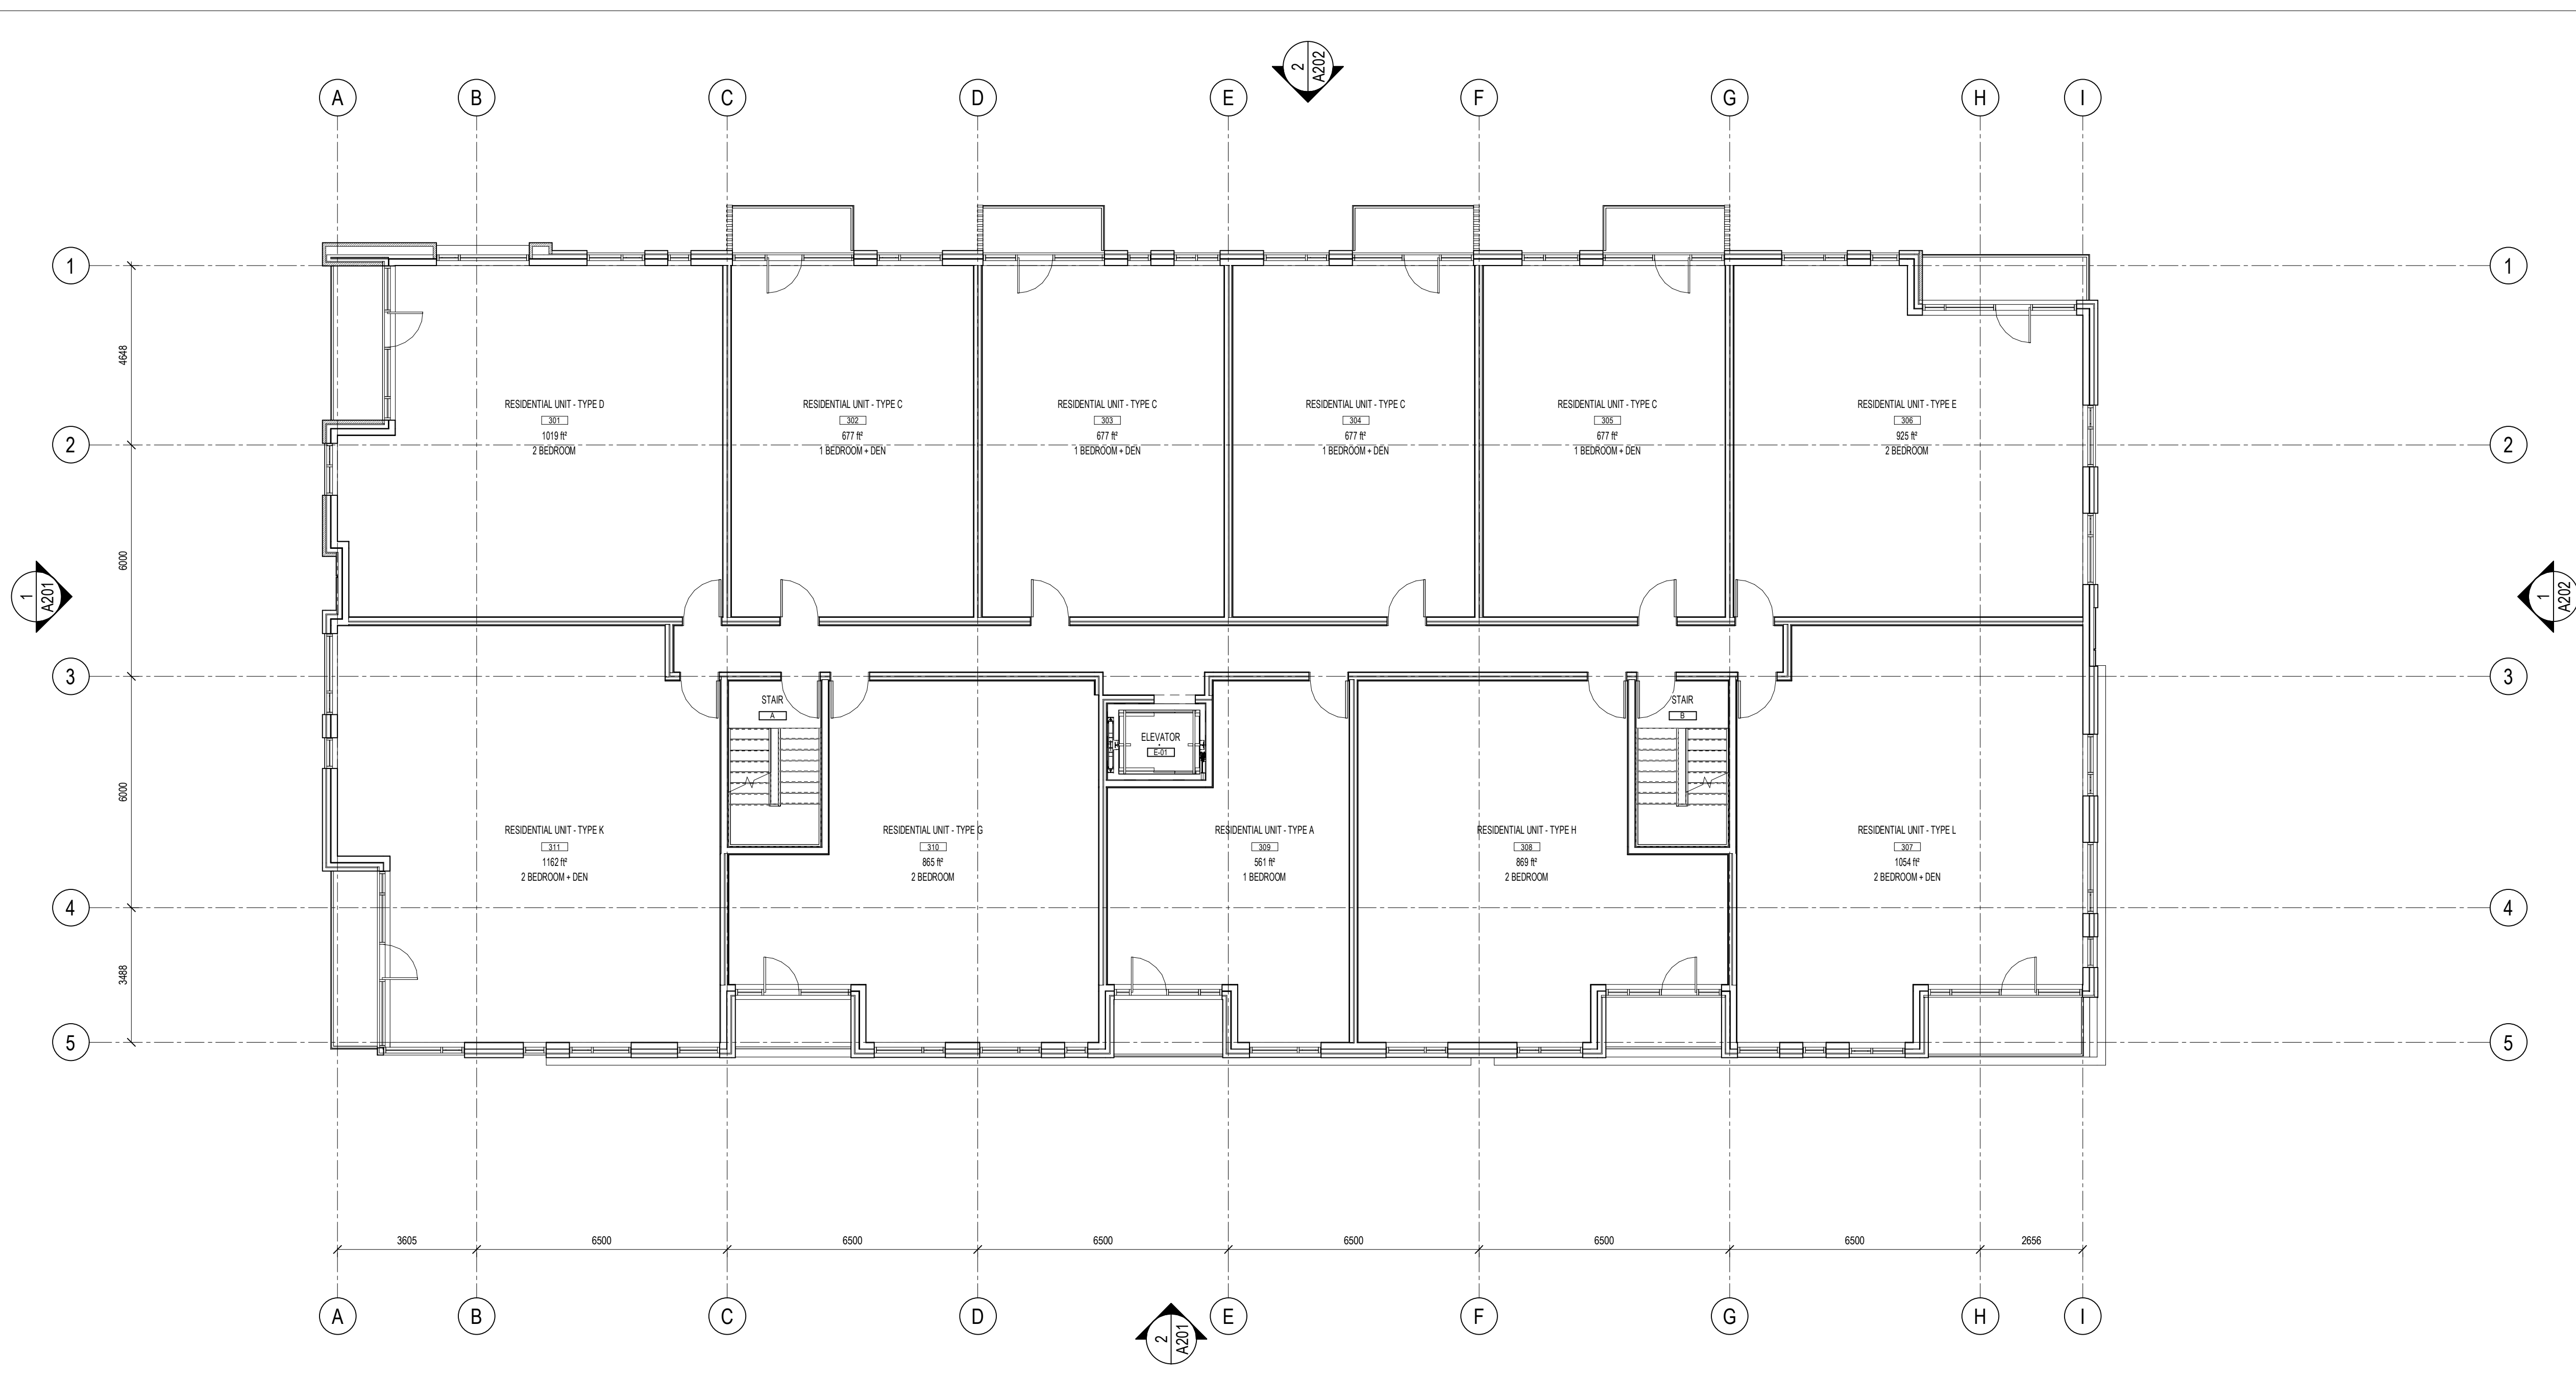 2
A202
A
B
C
D
E
F
G
H
I
1
1
4648
RESIDENTIAL UNIT - TYPE D
301
1019 ft²
2 BEDROOM
RESIDENTIAL UNIT - TYPE C
302
677 ft²
1 BEDROOM + DEN
RESIDENTIAL UNIT - TYPE C
303
677 ft²
1 BEDROOM + DEN
RESIDENTIAL UNIT - TYPE C
304
677 ft²
1 BEDROOM + DEN
RESIDENTIAL UNIT - TYPE C
305
677 ft²
1 BEDROOM + DEN
RESIDENTIAL UNIT - TYPE E
306
925 ft²
2 BEDROOM
2
2
6000
1
A201
1
A202
3
3
STAIR
A
ELEVATOR
E-01
STAIR
B
6000
RESIDENTIAL UNIT - TYPE K
311
1162 ft²
2 BEDROOM + DEN
RESIDENTIAL UNIT - TYPE G
310
865 ft²
2 BEDROOM
RESIDENTIAL UNIT - TYPE A
309
561 ft²
1 BEDROOM
RESIDENTIAL UNIT - TYPE H
308
869 ft²
2 BEDROOM
RESIDENTIAL UNIT - TYPE L
307
1054 ft²
2 BEDROOM + DEN
4
4
3488
5
5
3605
6500
6500
6500
6500
6500
6500
2656
A
B
C
D
E
F
G
H
I
2
A201